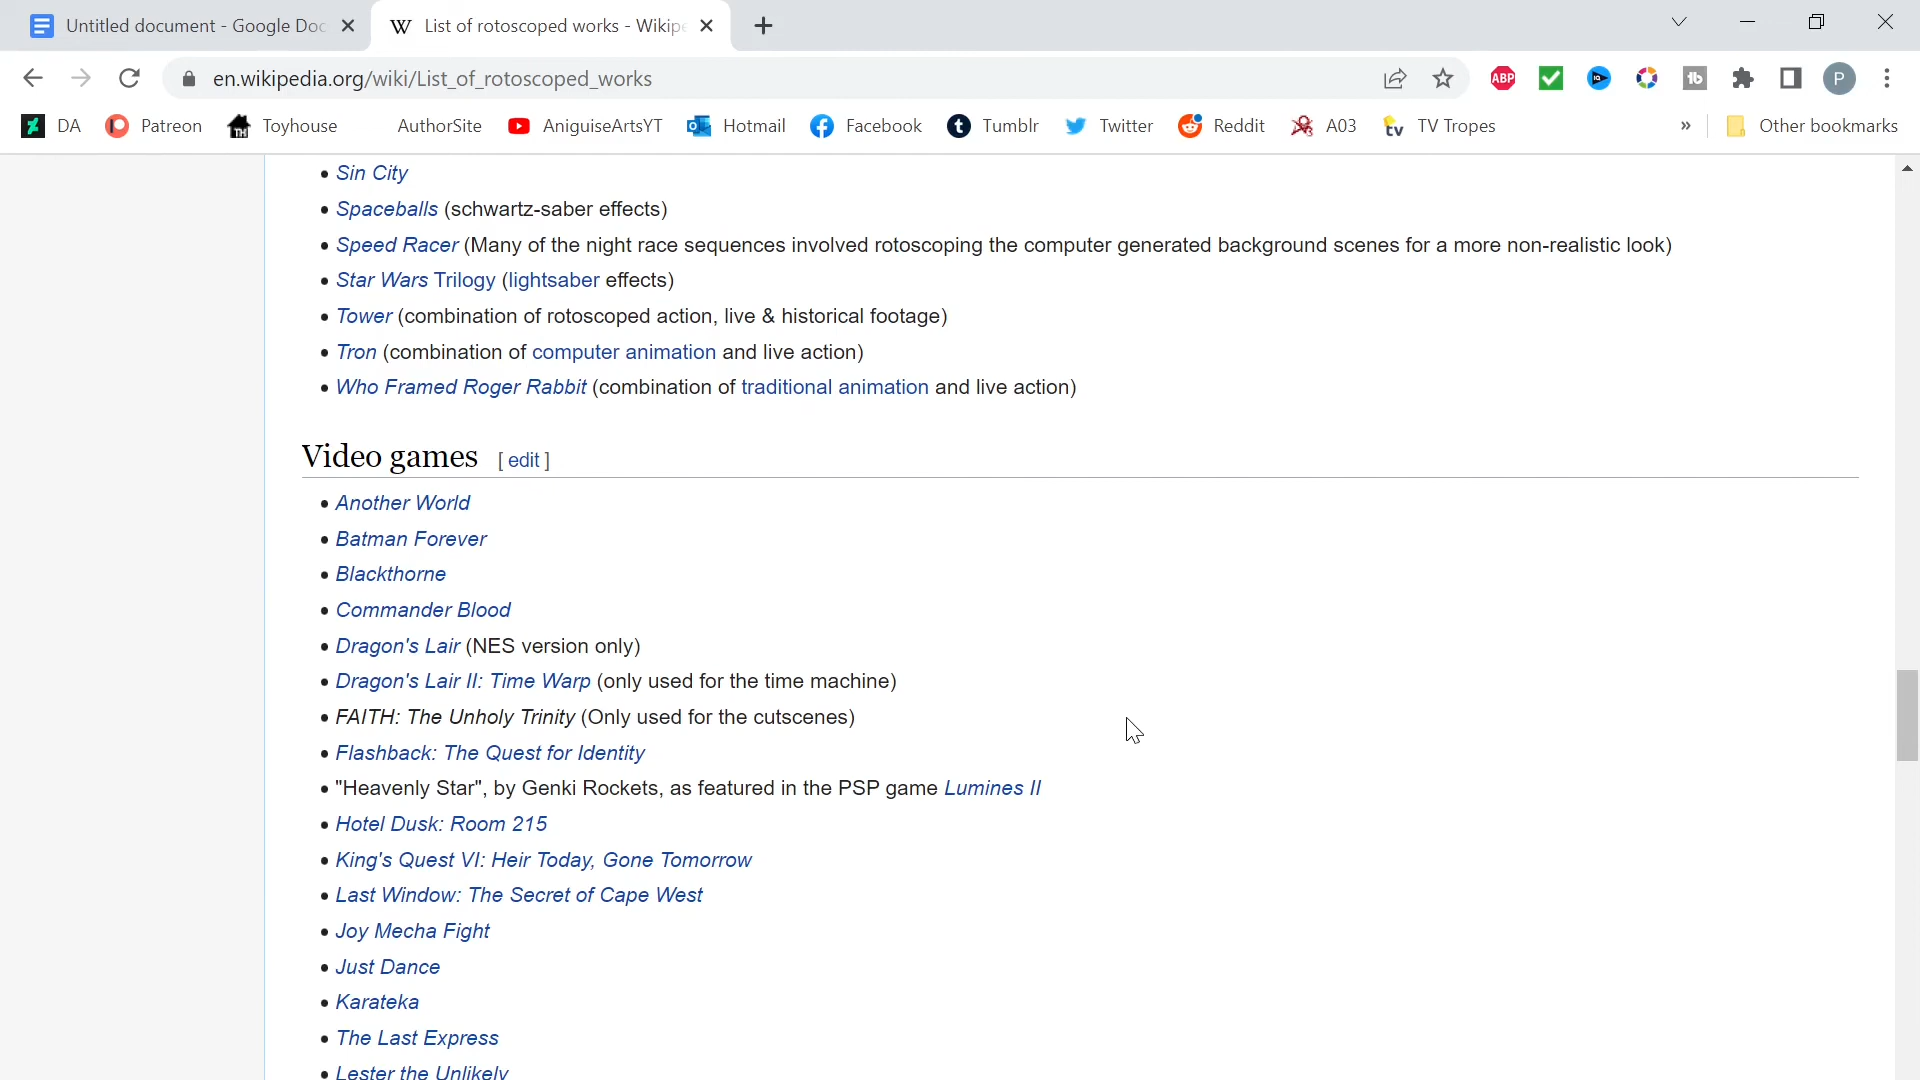 Untitled document - Google Doc
List of rotoscoped works - Wikipe
en.wikipedia.org/wiki/List_of_rotoscoped_works
ABP
P
DA
Patreon
Toyhouse
AuthorSite
AniguiseArtsYT
Hotmail
Facebook
Tumblr
Twitter
Reddit
A03
TV Tropes
»
Other bookmarks
• Sin City
• Spaceballs (schwartz-saber effects)
• Speed Racer (Many of the night race sequences involved rotoscoping the computer generated background scenes for a more non-realistic look)
• Star Wars Trilogy (lightsaber effects)
• Tower (combination of rotoscoped action, live & historical footage)
• Tron (combination of computer animation and live action)
• Who Framed Roger Rabbit (combination of traditional animation and live action)
Video games [ edit ]
• Another World
• Batman Forever
• Blackthorne
• Commander Blood
• Dragon's Lair (NES version only)
• Dragon's Lair II: Time Warp (only used for the time machine)
• FAITH: The Unholy Trinity (Only used for the cutscenes)
• Flashback: The Quest for Identity
• "Heavenly Star", by Genki Rockets, as featured in the PSP game Lumines II
• Hotel Dusk: Room 215
• King's Quest VI: Heir Today, Gone Tomorrow
• Last Window: The Secret of Cape West
• Joy Mecha Fight
• Just Dance
• Karateka
• The Last Express
• Lester the Unlikely